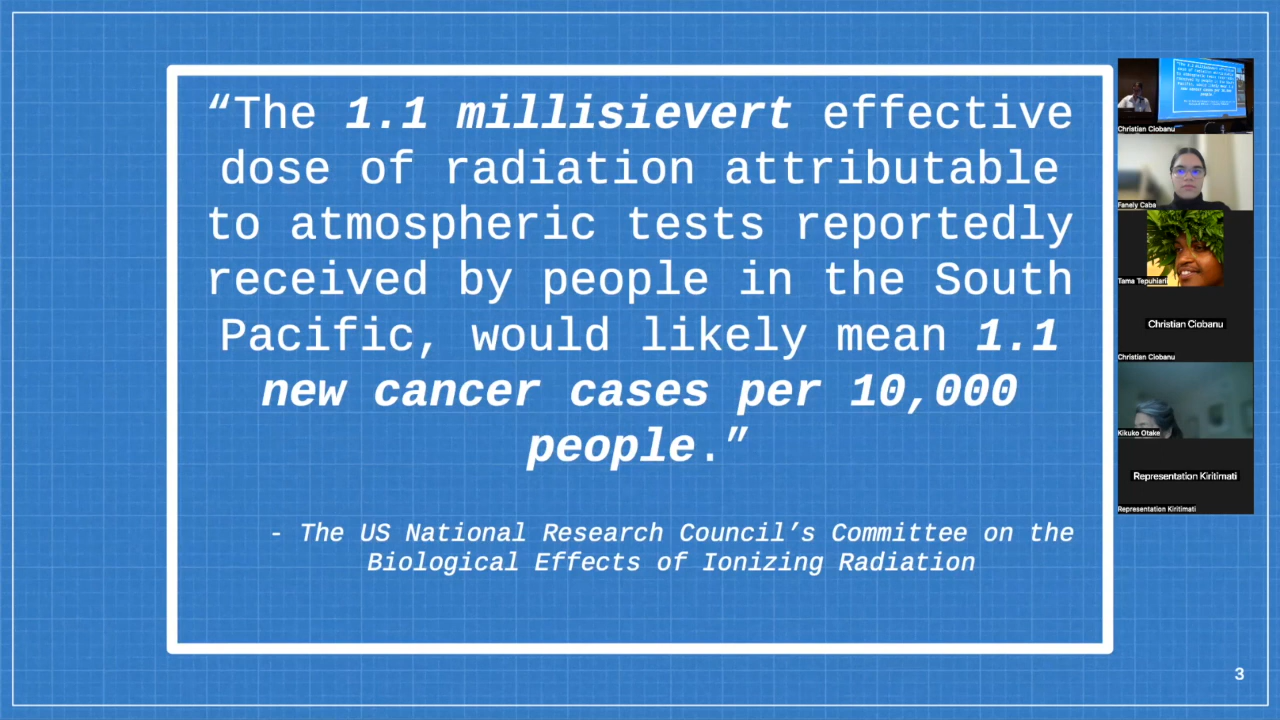 “The 1.1 millisievert effective
dose of radiation attributable
to atmospheric tests reportedly
received by people in the South
Pacific, would likely mean 1.1
new cancer cases per 10,000
people.”
- The US National Research Council’s Committee on the
Biological Effects of Ionizing Radiation
3
Christian Ciobanu
Fanely Caba
Tama Tepuhiari
Christian Ciobanu
Christian Ciobanu
Kikuko Otake
Representation Kiritimati
Representation Kiritimati